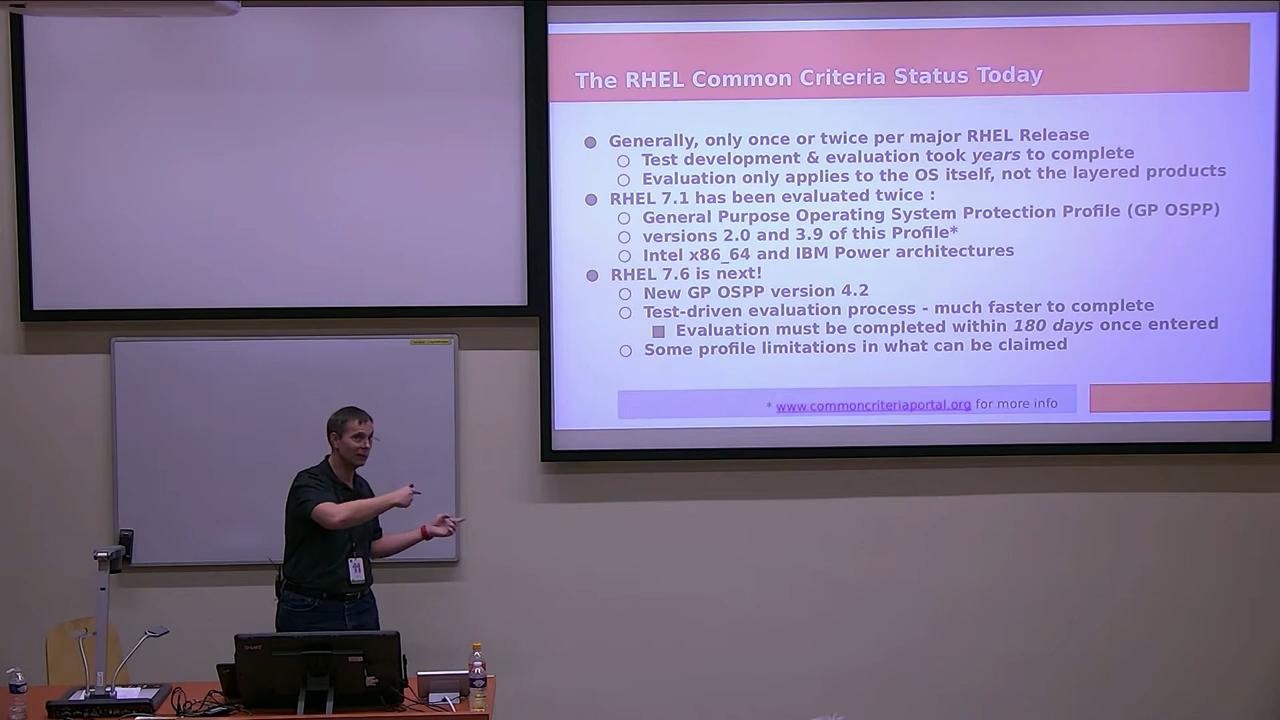 The RHEL Common Criteria Status Today
Generally, only once or twice per major RHEL Release
Test development & evaluation took years to complete
Evaluation only applies to the OS itself, not the layered products
RHEL 7.1 has been evaluated twice :
General Purpose Operating System Protection Profile (GP OSPP)
versions 2.0 and 3.9 of this Profile*
Intel x86_64 and IBM Power architectures
RHEL 7.6 is next!
New GP OSPP version 4.2
Test-driven evaluation process - much faster to complete
Evaluation must be completed within 180 days once entered
Some profile limitations in what can be claimed
* www.commoncriteriaportal.org for more info